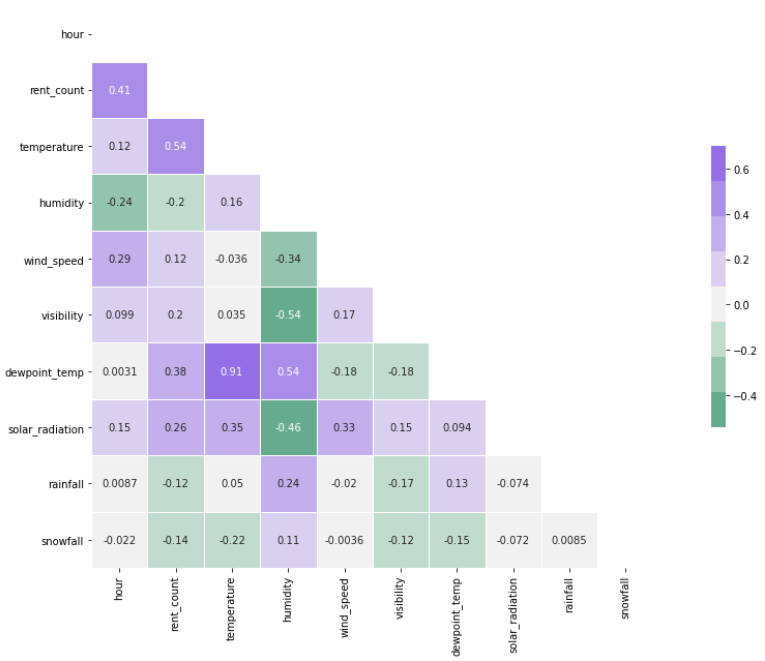 hour
rent_count 0.41
temperature 0.12 0.54 0.6
humidity -0.24 -0.2 0.16 0.4
wind_speed 0.29 0.12 -0.036 -0.34 0.2
visibility 0.099 0.2 0.035 -0.54 0.17 0.0
dewpoint_temp 0.0031 0.38 0.91 0.54 -0.18 -0.18 −0.2
solar_radiation 0.15 0.26 0.35 -0.46 0.33 0.15 0.094 −0.4
rainfall 0.0087 -0.12 0.05 0.24 -0.02 -0.17 0.13 -0.074
snowfall -0.022 -0.14 -0.22 0.11 -0.0036 -0.12 -0.15 -0.072 0.0085
hour rent_count temperature humidity wind_speed visibility dewpoint_temp solar_radiation rainfall snowfall